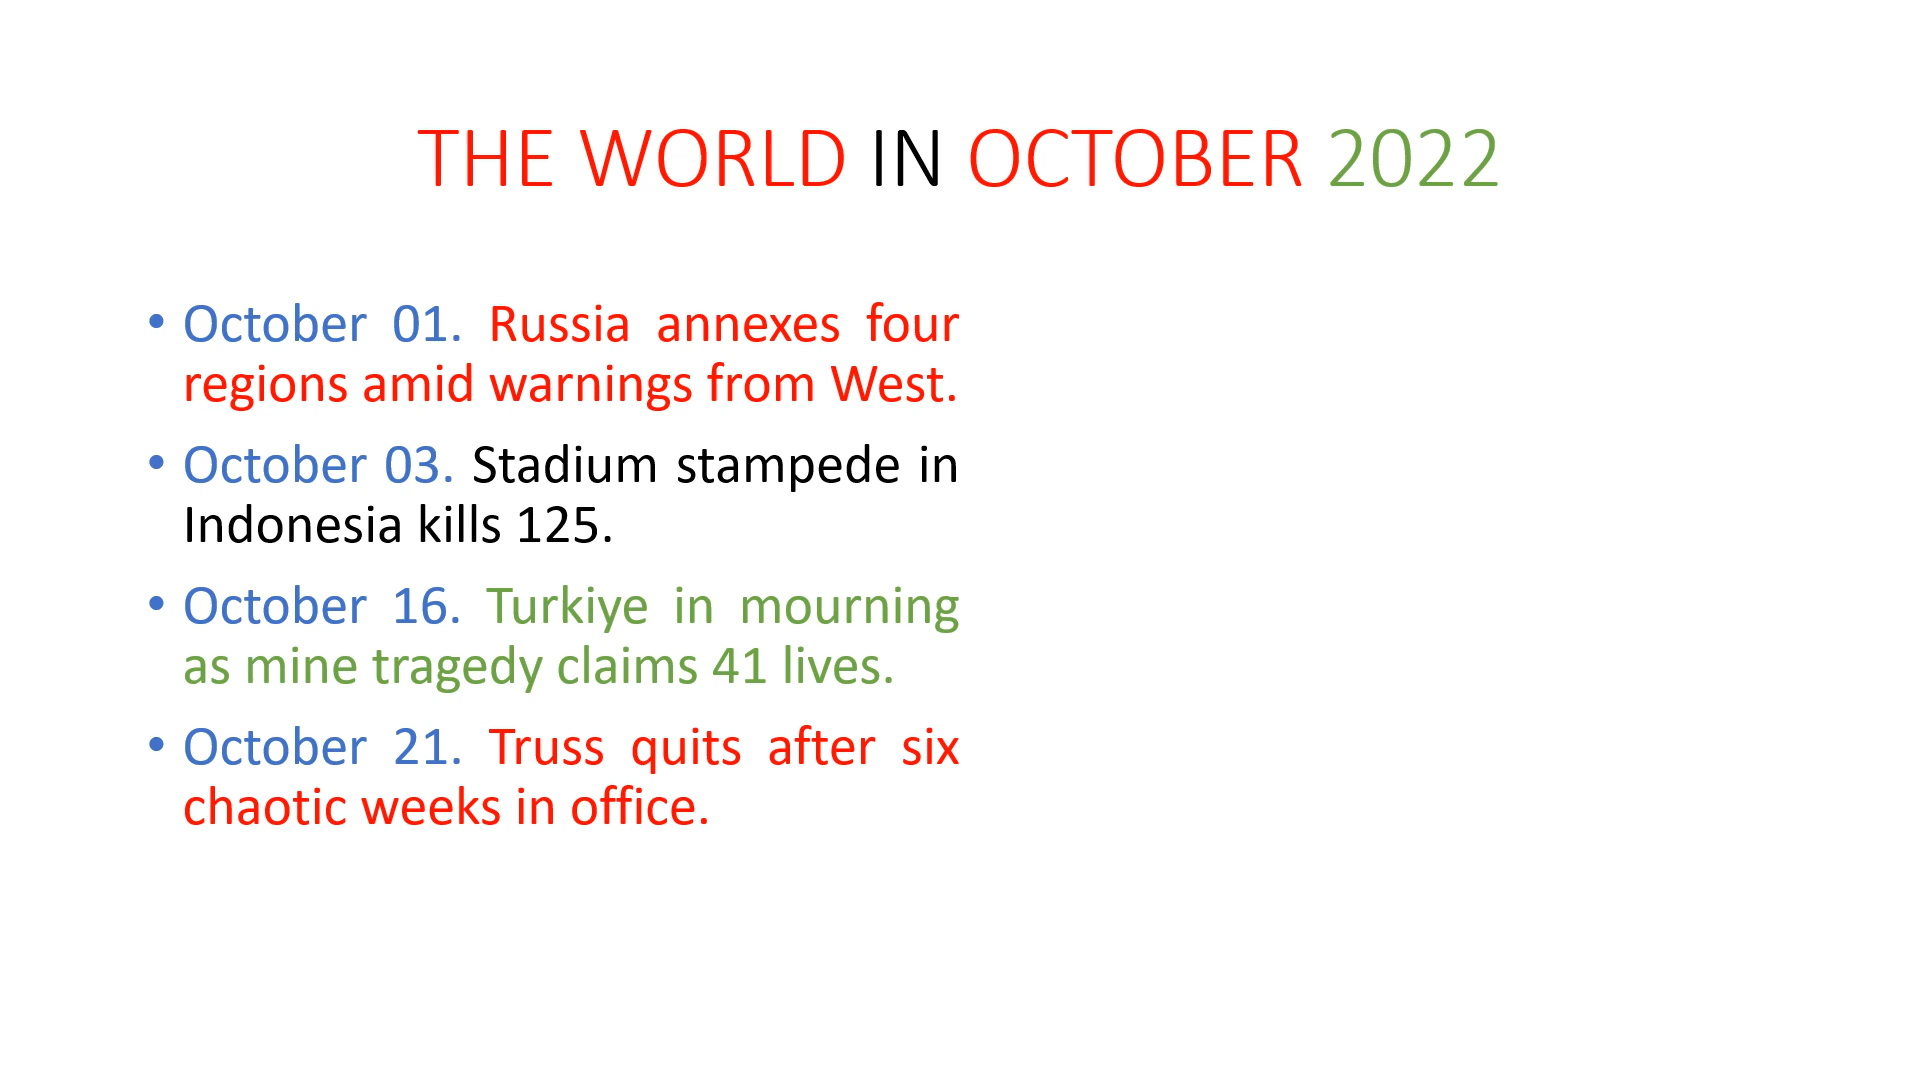 THE WORLD IN OCTOBER 2022
• October 01. Russia annexes four
regions amid warnings from West.
• October 03. Stadium stampede in
Indonesia kills 125.
• October 16. Turkiye in mourning
as mine tragedy claims 41 lives.
• October 21. Truss quits after six
chaotic weeks in office.